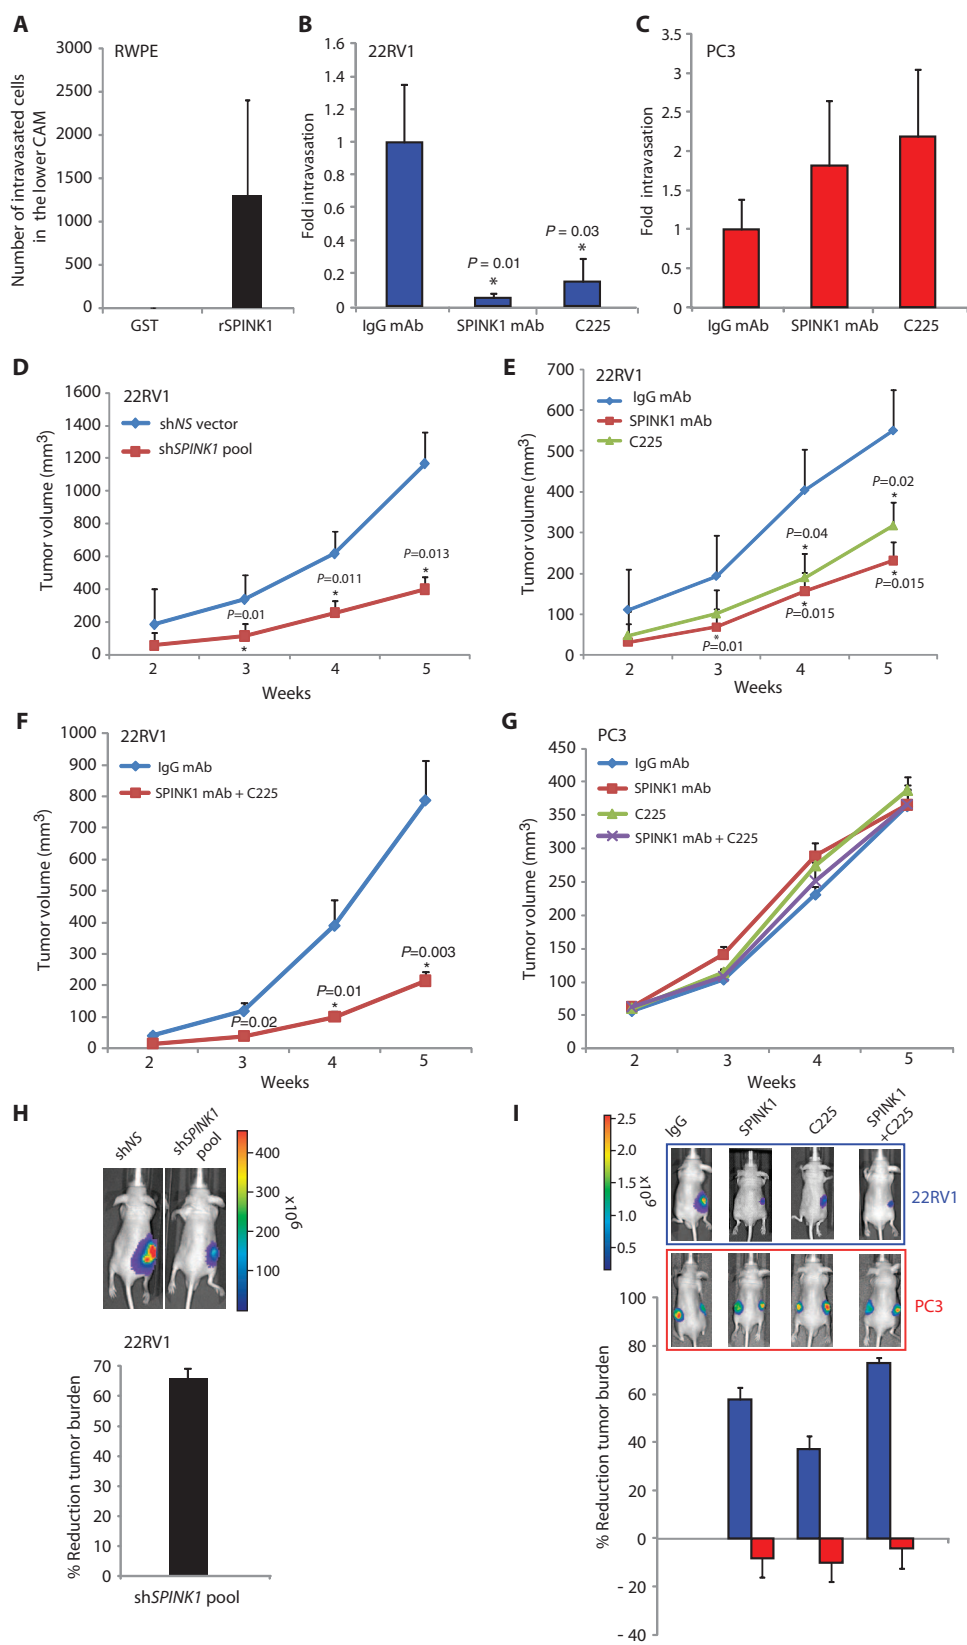 A
RWPE
Number of intravasated cells
in the lower CAM
3000
2500
2000
1500
1000
500
0
GST
rSPINK1
B
22RV1
Fold intravasation
1.6
1.4
1.2
1
0.8
0.6
0.4
0.2
0
P = 0.01
*
P = 0.03
*
IgG mAb
SPINK1 mAb
C225
C
PC3
Fold intravasation
3.5
3
2.5
2
1.5
1
0.5
0
IgG mAb
SPINK1 mAb
C225
D
22RV1
shNS vector
shSPINK1 pool
Tumor volume (mm3)
1600
1400
1200
1000
800
600
400
200
0
P=0.01
*
P=0.011
*
P=0.013
*
2
3
4
5
Weeks
E
22RV1
IgG mAb
SPINK1 mAb
C225
Tumor volume (mm3)
700
600
500
400
300
200
100
0
P=0.02
*
P=0.04
*
*
P=0.015
*
P=0.015
*
P=0.01
2
3
4
5
Weeks
F
22RV1
IgG mAb
SPINK1 mAb + C225
Tumor volume (mm3)
1000
900
800
700
600
500
400
300
200
100
0
P=0.02
P=0.01
*
P=0.003
*
2
3
4
5
Weeks
G
PC3
IgG mAb
SPINK1 mAb
C225
SPINK1 mAb + C225
Tumor volume (mm3)
450
400
350
300
250
200
150
100
50
0
2
3
4
5
Weeks
H
shNS
shSPINK1
pool
400
300
200
100
x106
22RV1
% Reduction tumor burden
70
60
50
40
30
20
10
0
shSPINK1 pool
I
2.5
2.0
1.5
1.0
0.5
x109
IgG
SPINK1
C225
SPINK1
+C225
22RV1
PC3
% Reduction tumor burden
100
80
60
40
20
0
- 20
- 40